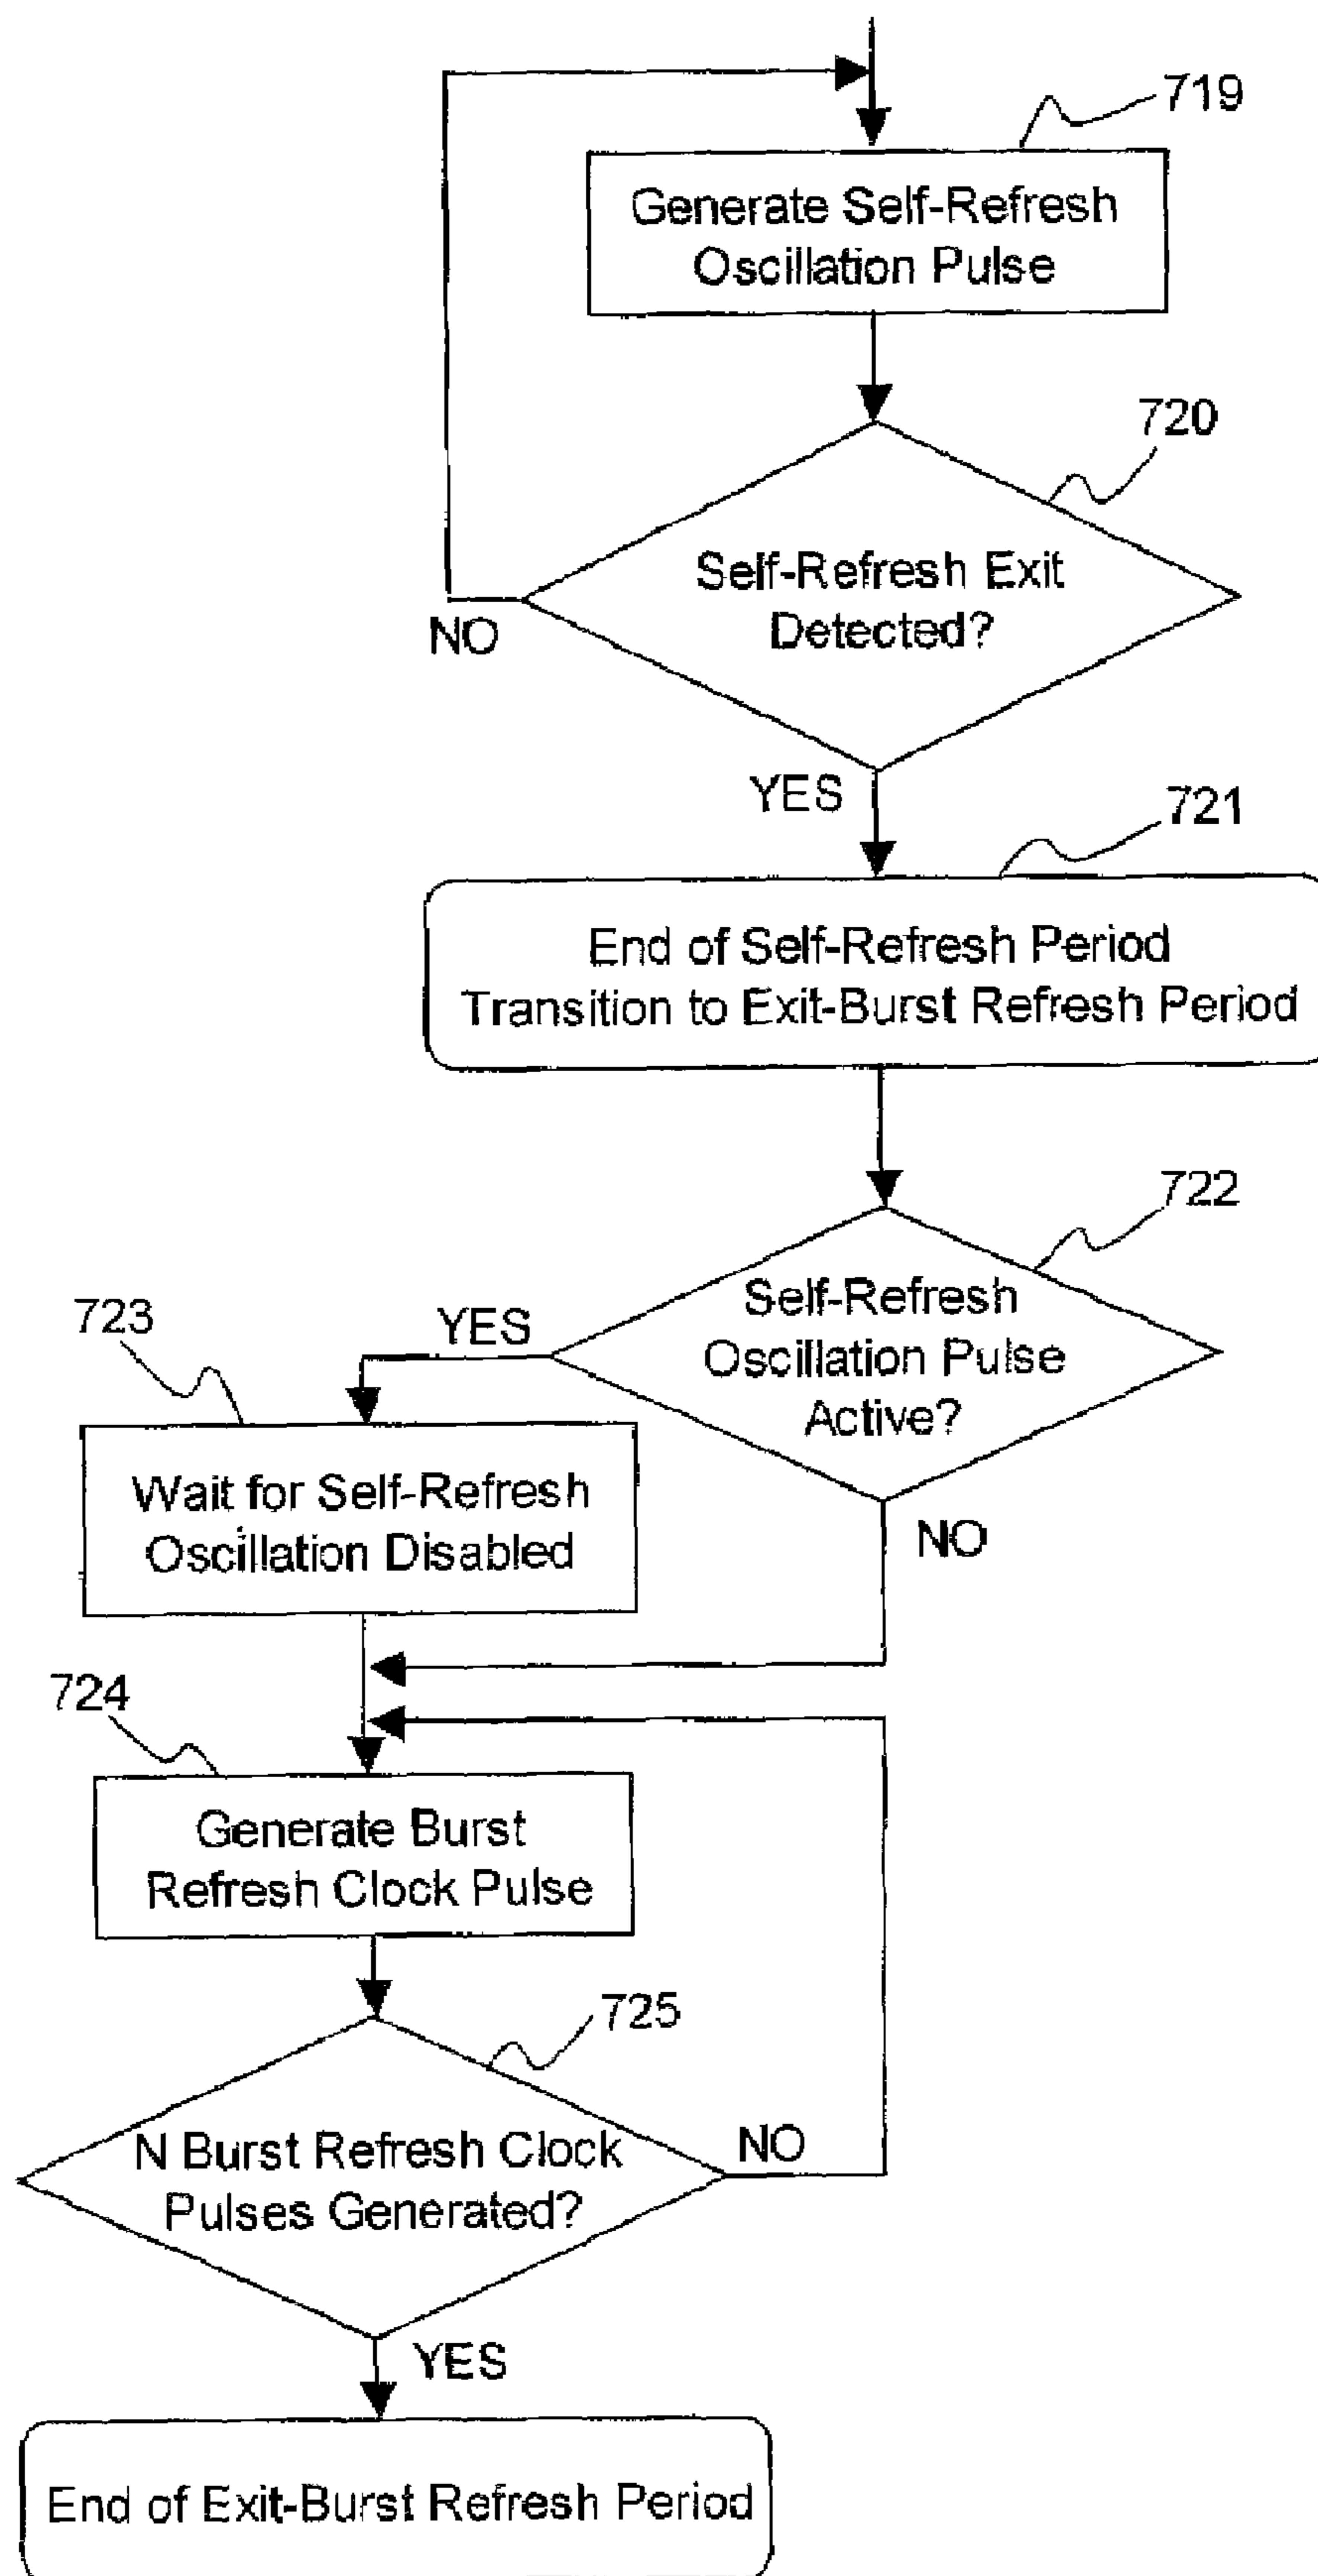 719
Generate Self-Refresh
Oscillation Pulse
720
Self-Refresh Exit
Detected?
NO
YES
721
End of Self-Refresh Period
Transition to Exit-Burst Refresh Period
722
Self-Refresh
Oscillation Pulse
Active?
YES
723
Wait for Self-Refresh
Oscillation Disabled
NO
724
Generate Burst
Refresh Clock Pulse
725
N Burst Refresh Clock
Pulses Generated?
NO
YES
End of Exit-Burst Refresh Period